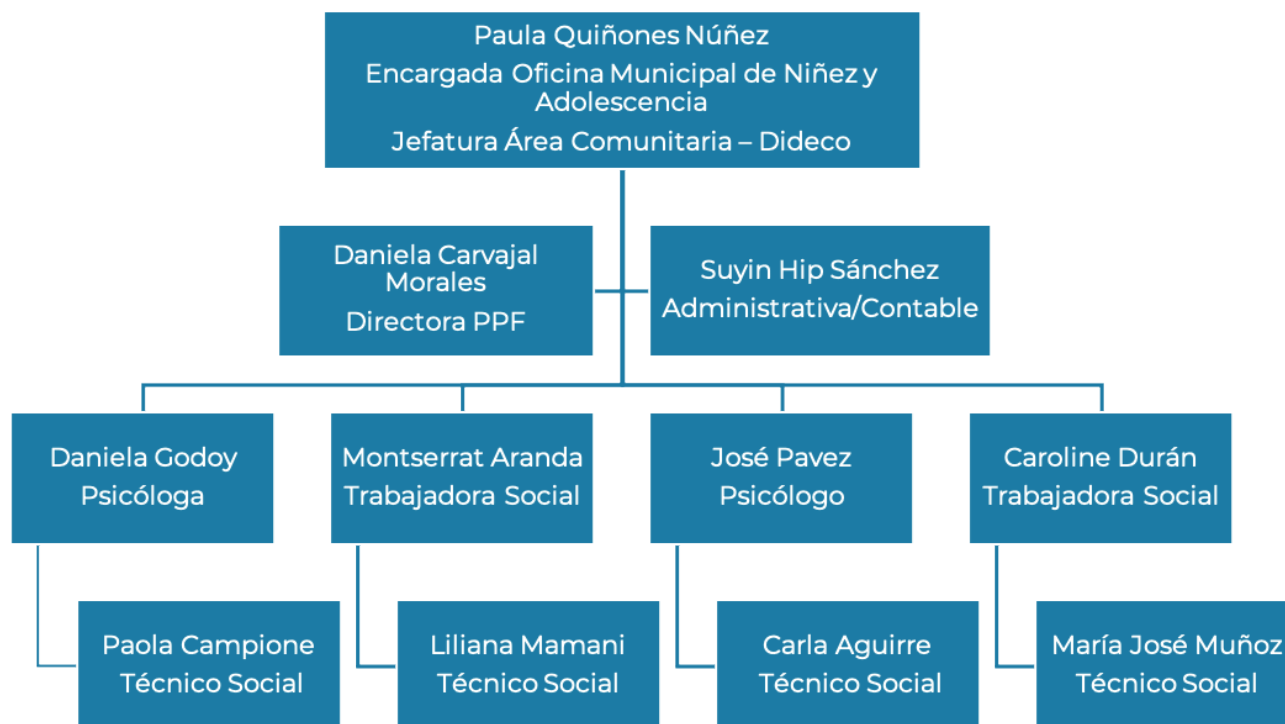 Paula Quiñones Núñez
Encargada Oficina Municipal de Niñez y
Adolescencia
Jefatura Área Comunitaria – Dideco
Daniela Carvajal
Morales
Directora PPF
Suyin Hip Sánchez
Administrativa/Contable
Daniela Godoy
Psicóloga
Montserrat Aranda
Trabajadora Social
José Pavez
Psicólogo
Caroline Durán
Trabajadora Social
Paola Campione
Técnico Social
Liliana Mamani
Técnico Social
Carla Aguirre
Técnico Social
María José Muñoz
Técnico Social